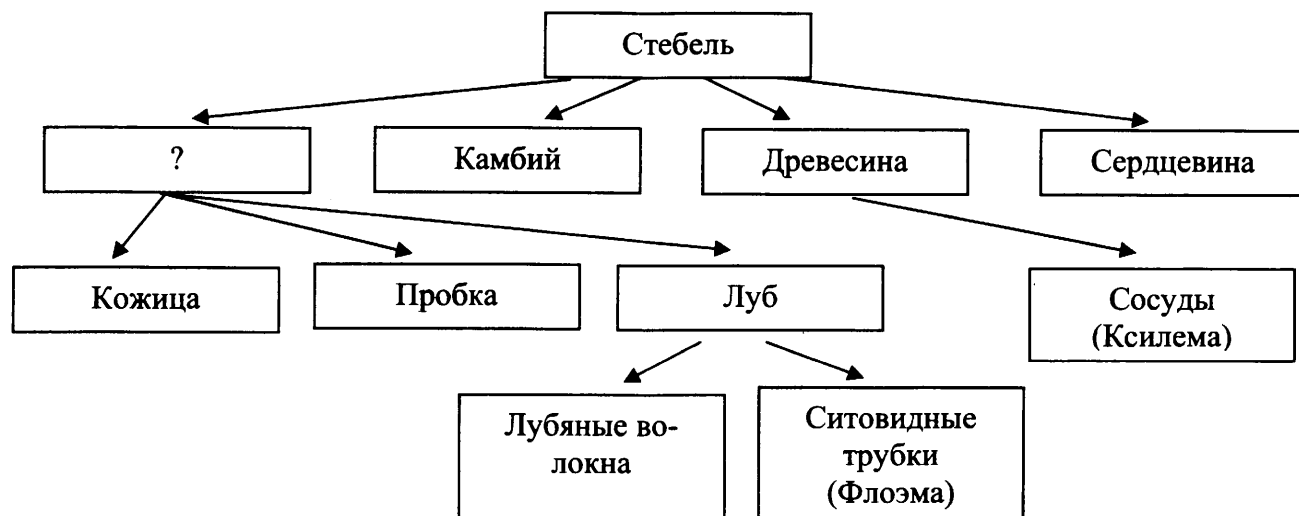 Стебель
?
Камбий
Древесина
Сердцевина
Кожица
Пробка
Луб
Сосуды
(Ксилема)
Лубяные во-
локна
Ситовидные
трубки
(Флоэма)